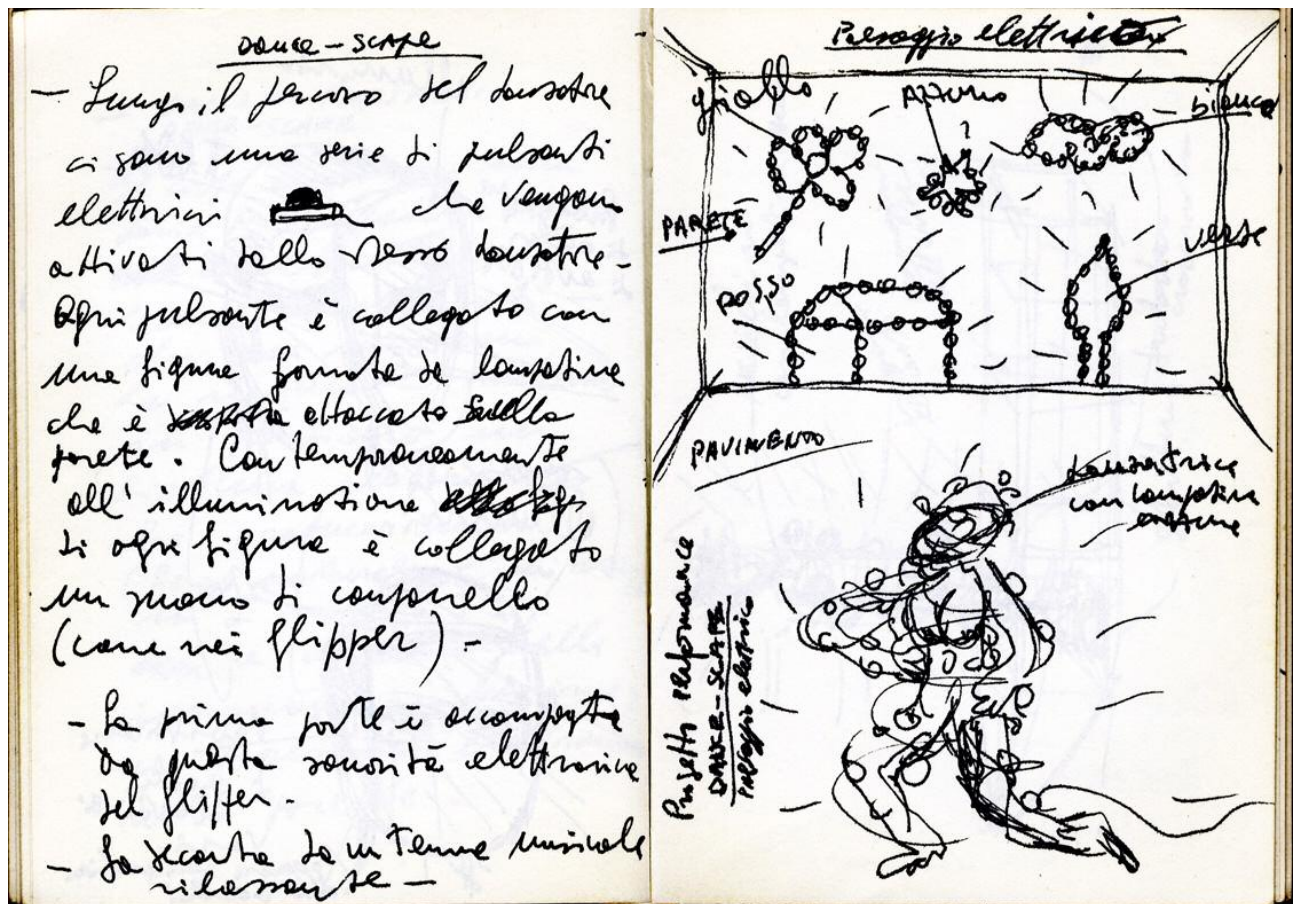 DANCE-SCAPE
- Lungo il percorso del danzatore
ci sono una serie di pulsanti
elettrici che vengono
attivati dallo stesso danzatore-
Ogni pulsante è collegato con
una figura formata da lampadine
che è attaccata sulla
parete. Contemporaneamente
all'illuminazione
di ogni figura è collegato
un suono di campanello
(come nei flipper)-
- La prima parte è accompagnata
da questa sonorità elettronica
del flipper-
- La seconda da un tema musicale
rilassante-
Paesaggio elettrico
giallo
AZZURRO
bianco
PARETE
verde
ROSSO
PAVIMENTO
danzatrice
con lampadine
Progetto performance
DANCE-SCAPE
Paesaggio elettrico